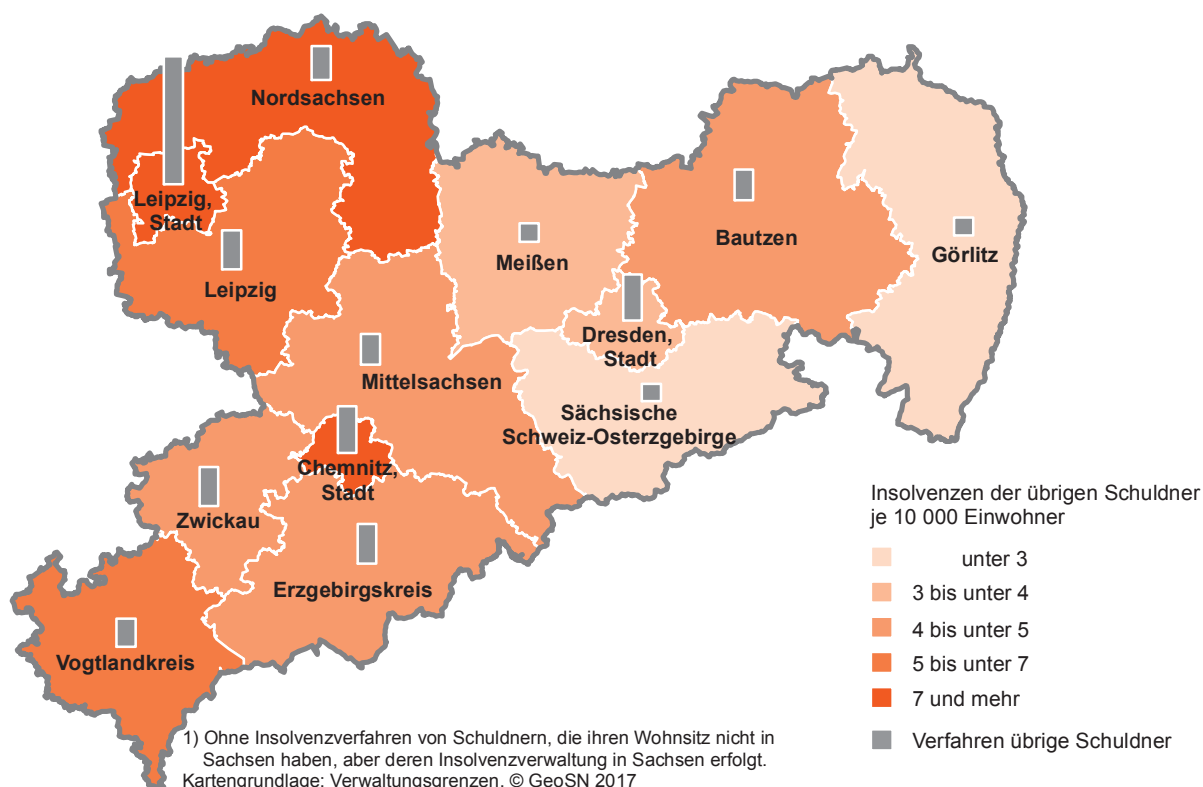 Nordsachsen
Leipzig,
Stadt
Leipzig
Meißen
Bautzen
Görlitz
Dresden,
Stadt
Mittelsachsen
Sächsische
Schweiz-Osterzgebirge
Chemnitz,
Stadt
Zwickau
Erzgebirgskreis
Vogtlandkreis
Insolvenzen der übrigen Schuldner
je 10 000 Einwohner
unter 3
3 bis unter 4
4 bis unter 5
5 bis unter 7
7 und mehr
Verfahren übrige Schuldner
1) Ohne Insolvenzverfahren von Schuldnern, die ihren Wohnsitz nicht in
Sachsen haben, aber deren Insolvenzverwaltung in Sachsen erfolgt.
Kartengrundlage: Verwaltungsgrenzen, © GeoSN 2017